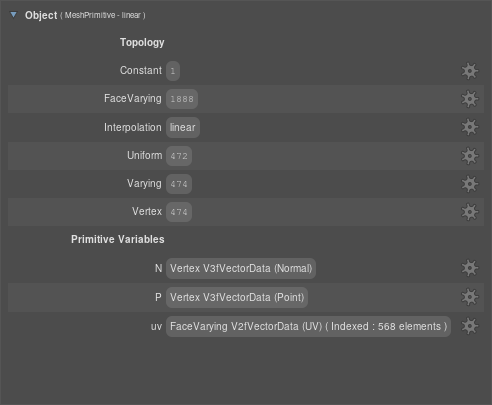 Object ( MeshPrimitive - linear )
Topology
Constant 1
FaceVarying 1888
Interpolation linear
Uniform 472
Varying 474
Vertex 474
Primitive Variables
N Vertex V3fVectorData (Normal)
P Vertex V3fVectorData (Point)
uv FaceVarying V2fVectorData (UV) ( Indexed : 568 elements )